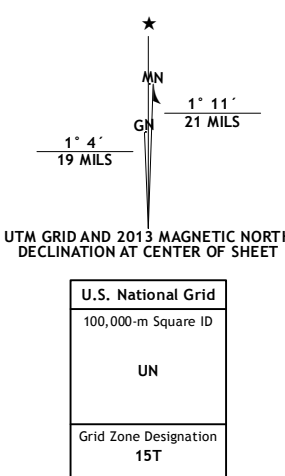 ★
MN
1° 11´
21 MILS
GN
1° 4´
19 MILS
UTM GRID AND 2013 MAGNETIC NORTH
DECLINATION AT CENTER OF SHEET
U.S. National Grid
100,000-m Square ID
UN
Grid Zone Designation
15T